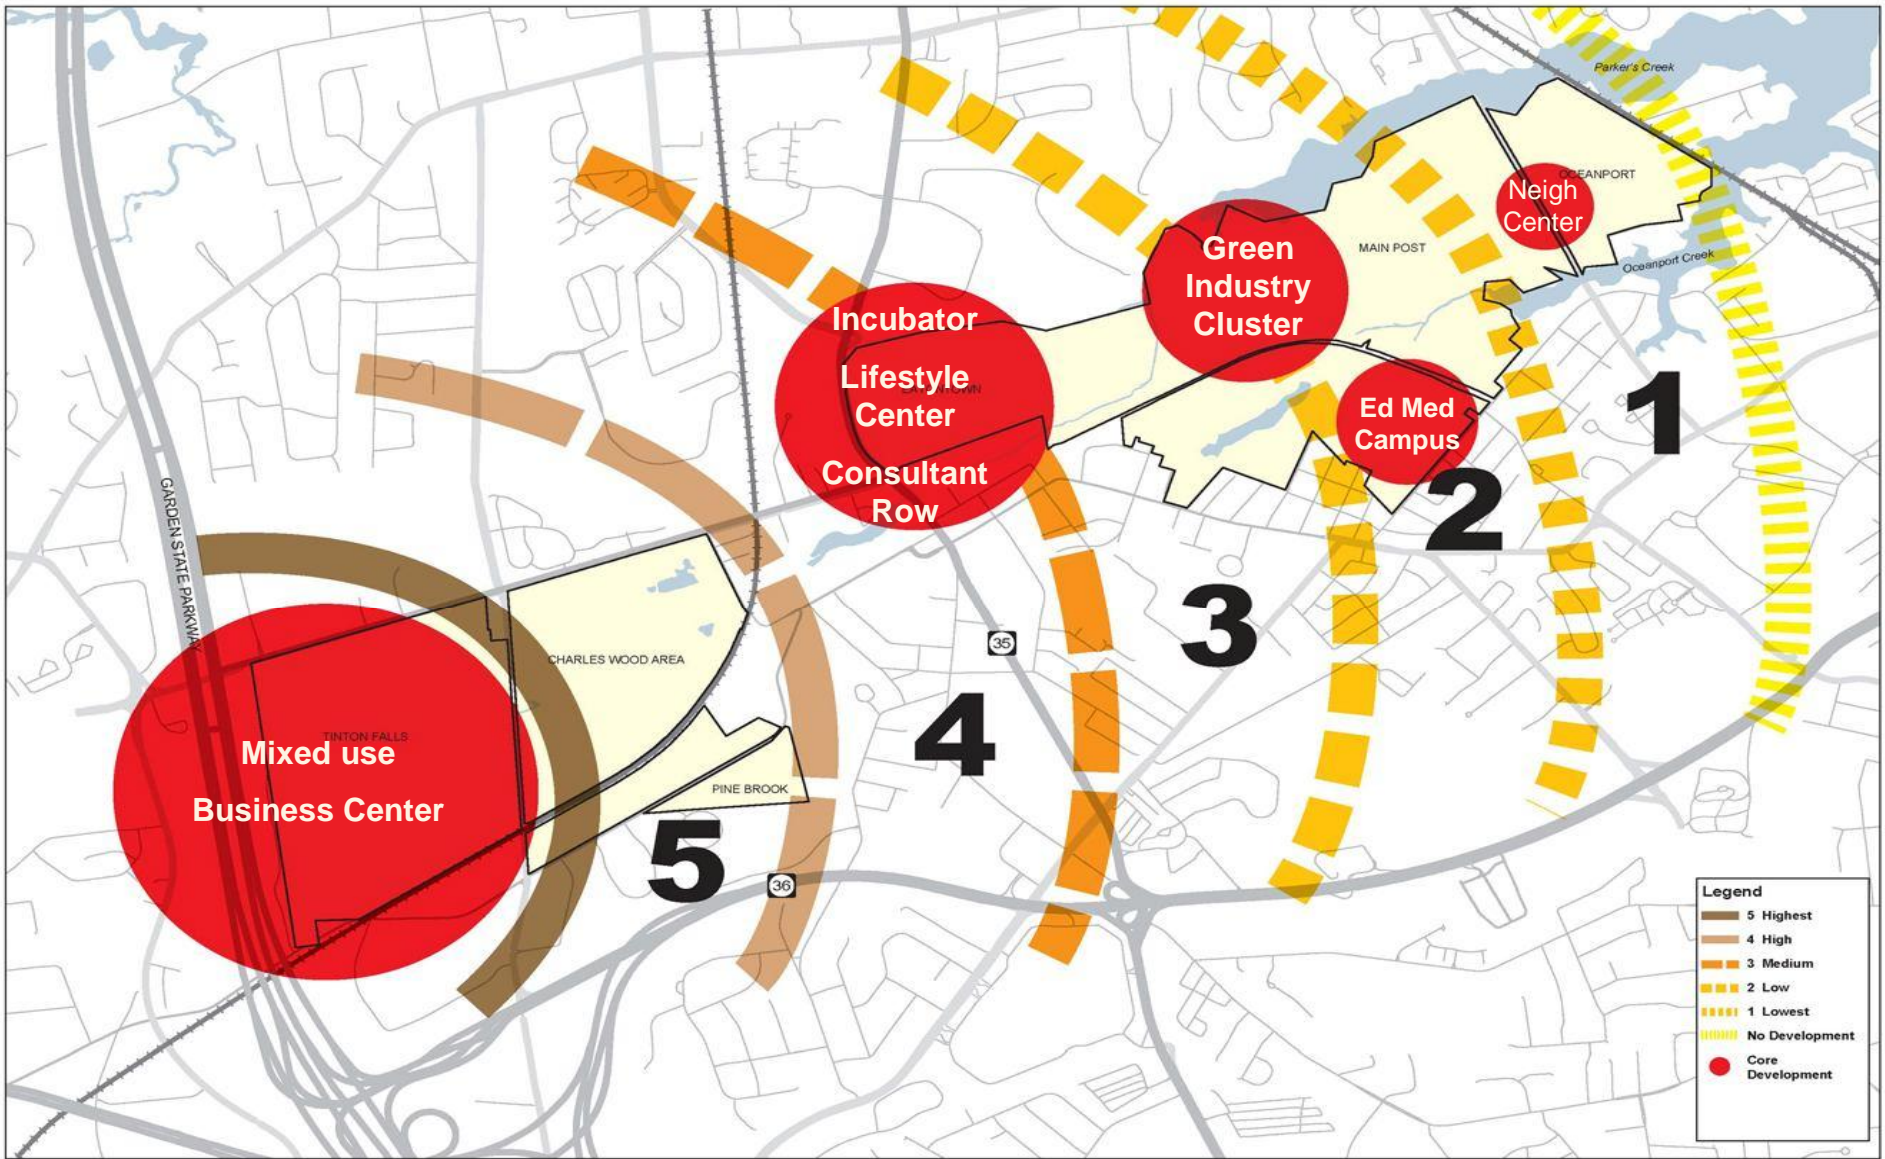 Parker's Creek
OCEANPORT
Neigh
Center
MAIN POST
Oceanport Creek
Green
Industry
Cluster
Incubator
Lifestyle
Center
Consultant
Row
Ed Med
Campus
1
2
3
4
5
35
36
GARDEN STATE PARKWAY
CHARLES WOOD AREA
TINTON FALLS
Mixed use
Business Center
PINE BROOK
Legend
5 Highest
4 High
3 Medium
2 Low
1 Lowest
No Development
Core
Development